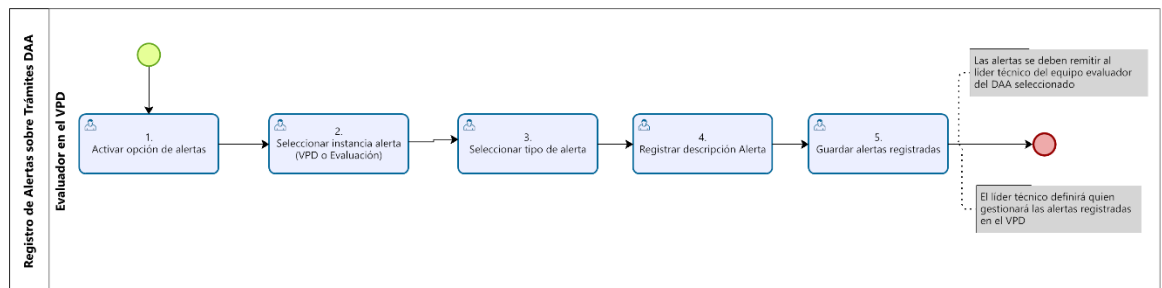 Registro de Alertas sobre Trámites DAA
Evaluador en el VPD
1.
Activar opción de alertas
2.
Seleccionar instancia alerta
(VPD o Evaluación)
3.
Seleccionar tipo de alerta
4.
Registrar descripción Alerta
5.
Guardar alertas registradas
Las alertas se deben remitir al
líder técnico del equipo evaluador
del DAA seleccionado
El líder técnico definirá quien
gestionará las alertas registradas
en el VPD